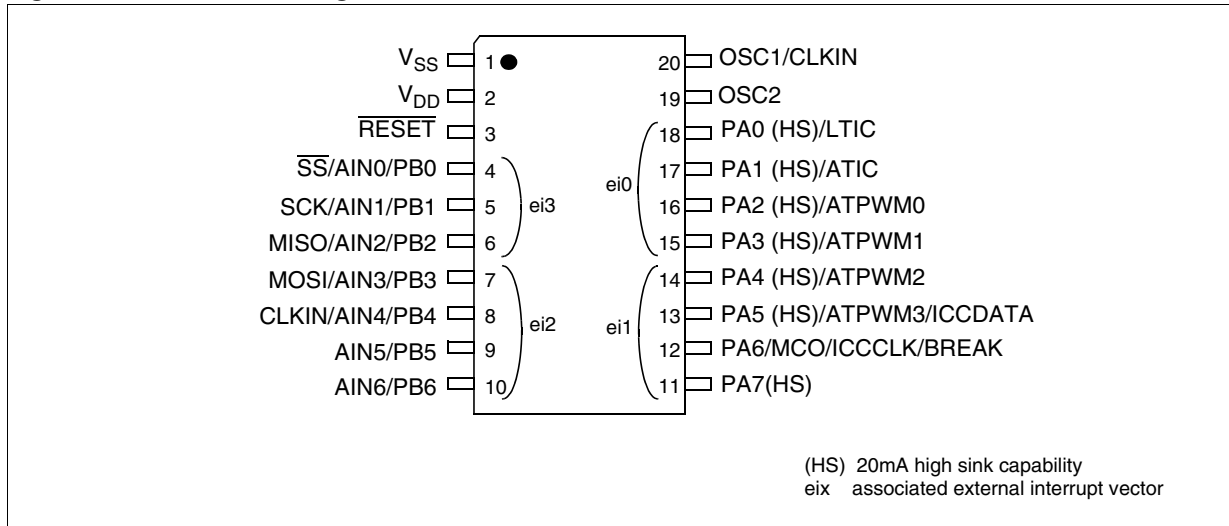 V_SS 1 20 OSC1/CLKIN
V_DD 2 19 OSC2
RESET 3 18 PA0 (HS)/LTIC
SS/AIN0/PB0 4 17 PA1 (HS)/ATIC
ei3 ei0
SCK/AIN1/PB1 5 16 PA2 (HS)/ATPWM0
MISO/AIN2/PB2 6 15 PA3 (HS)/ATPWM1
MOSI/AIN3/PB3 7 14 PA4 (HS)/ATPWM2
CLKIN/AIN4/PB4 8 ei2 ei1 13 PA5 (HS)/ATPWM3/ICCDATA
AIN5/PB5 9 12 PA6/MCO/ICCCLK/BREAK
AIN6/PB6 10 11 PA7(HS)
(HS) 20mA high sink capability
eix associated external interrupt vector